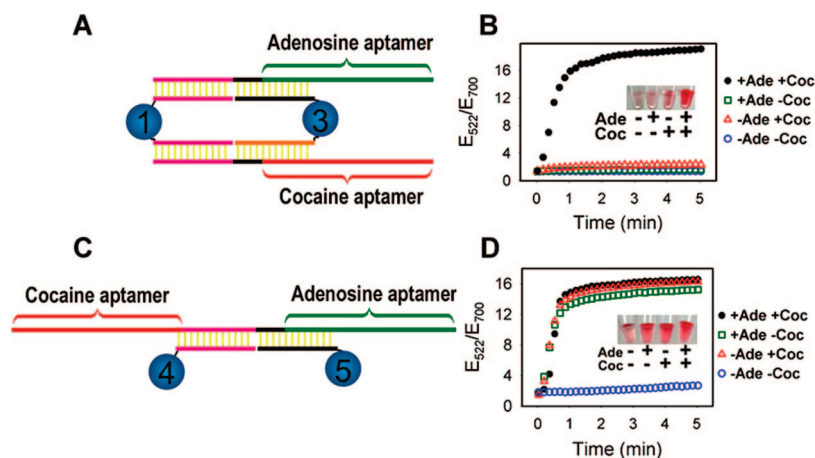 A
Adenosine aptamer
1
3
Cocaine aptamer
B
E522/E700
16
12
8
4
0
0 1 2 3 4 5
Time (min)
Ade - + - +
Coc - - + +
+Ade +Coc
+Ade -Coc
-Ade +Coc
-Ade -Coc
C
Cocaine aptamer
Adenosine aptamer
4
5
D
E522/E700
16
12
8
4
0
0 1 2 3 4 5
Time (min)
Ade - + - +
Coc - - + +
+Ade +Coc
+Ade -Coc
-Ade +Coc
-Ade -Coc